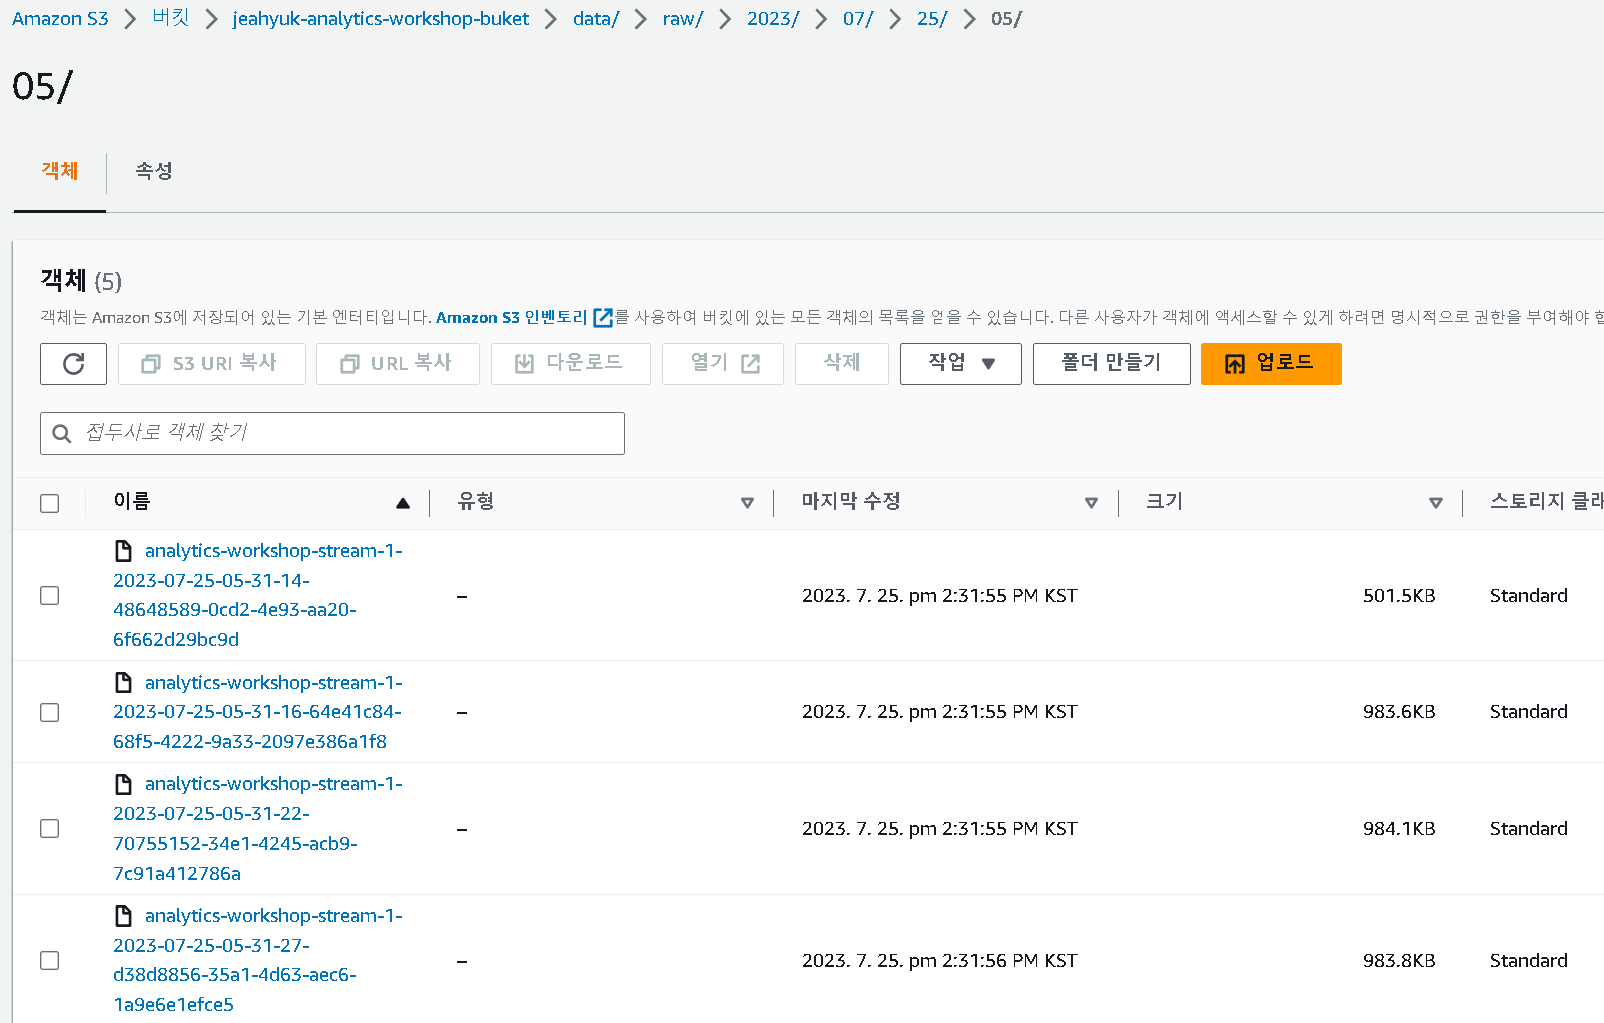 Amazon S3 > 버킷 > jeahyuk-analytics-workshop-buket > data/ > raw/ > 2023/ > 07/ > 25/ > 05/
05/
객체 속성
객체 (5)
객체는 Amazon S3에 저장되어 있는 기본 엔터티입니다. Amazon S3 인벤토리를 사용하여 버킷에 있는 모든 객체의 목록을 얻을 수 있습니다. 다른 사용자가 객체에 액세스할 수 있게 하려면 명시적으로 권한을 부여해야
S3 URI 복사 URL 복사 다운로드 열기 삭제 작업 폴더 만들기 업로드
접두사로 객체 찾기
이름 유형 마지막 수정 크기 스토리지
analytics-workshop-stream-1-
2023-07-25-05-31-14-
48648589-0cd2-4e93-aa20-
6f662d29bc9d
– 2023. 7. 25. pm 2:31:55 PM KST 501.5KB Standard
analytics-workshop-stream-1-
2023-07-25-05-31-16-64e41c84-
68f5-4222-9a33-2097e386a1f8
– 2023. 7. 25. pm 2:31:55 PM KST 983.6KB Standard
analytics-workshop-stream-1-
2023-07-25-05-31-22-
70755152-34e1-4245-acb9-
7c91a412786a
– 2023. 7. 25. pm 2:31:55 PM KST 984.1KB Standard
analytics-workshop-stream-1-
2023-07-25-05-31-27-
d38d8856-35a1-4d63-aec6-
1a9e6e1efce5
– 2023. 7. 25. pm 2:31:56 PM KST 983.8KB Standard